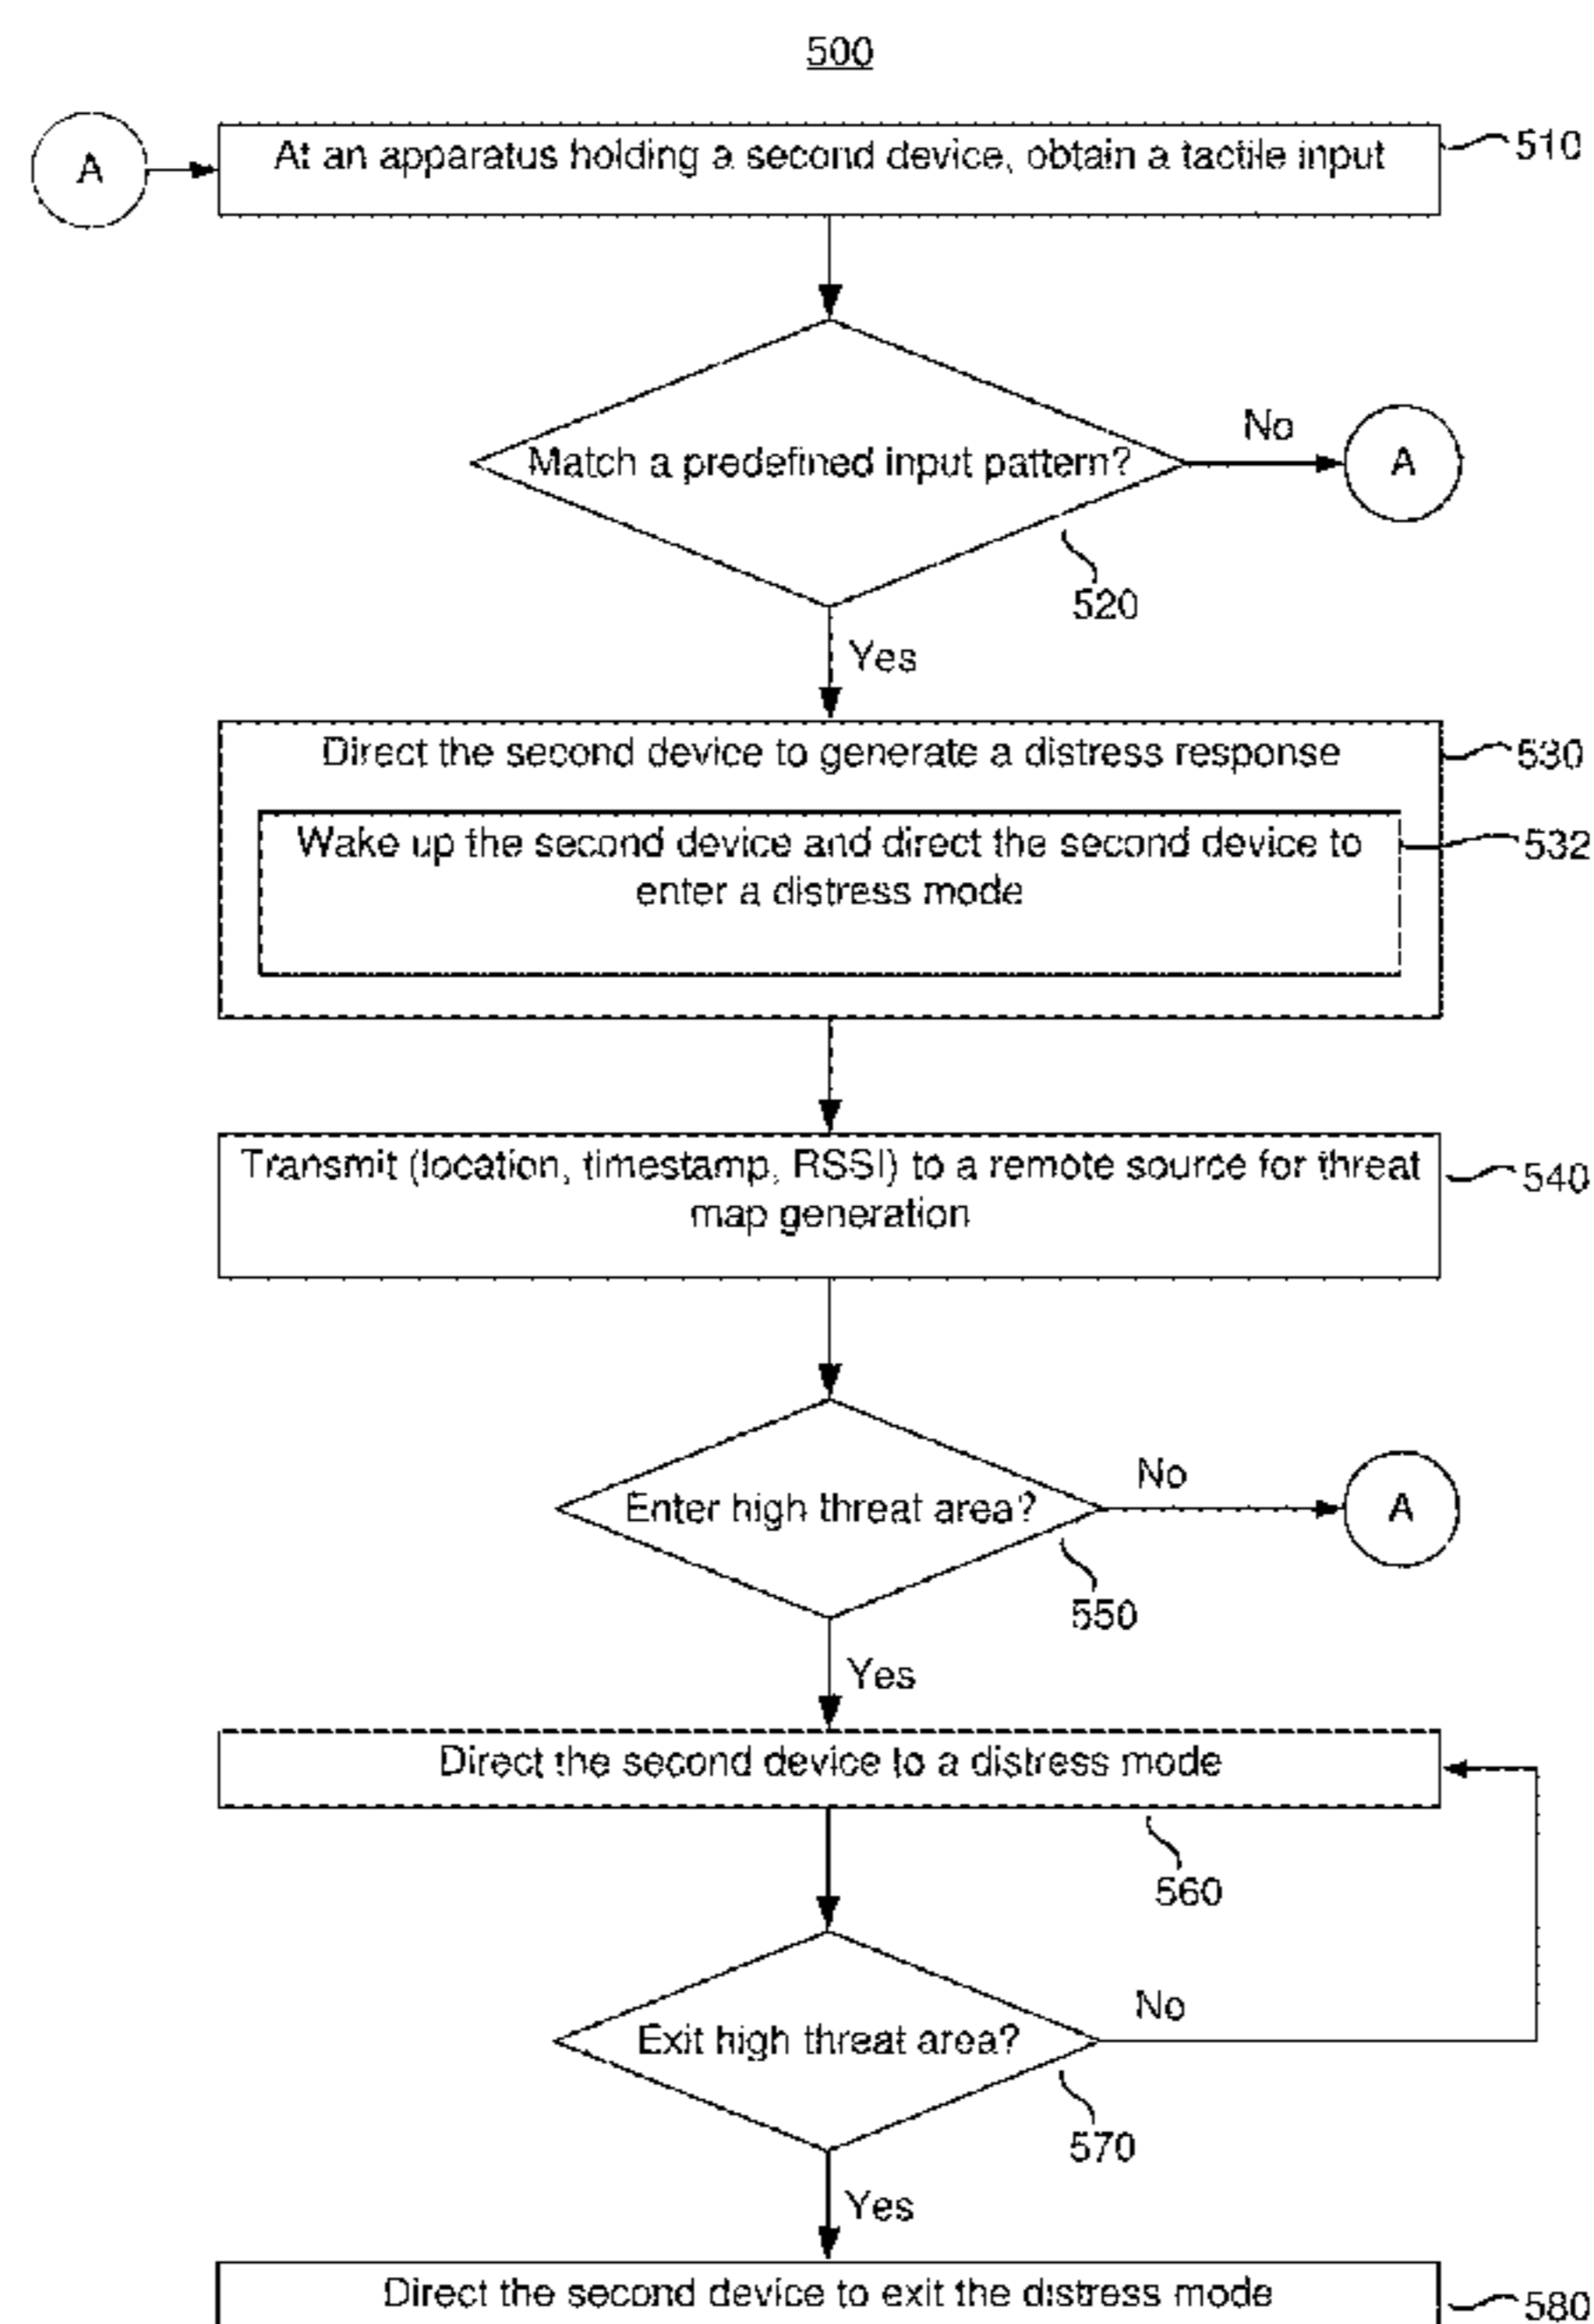 500
A
At an apparatus holding a second device, obtain a tactile input
510
Match a predefined input pattern?
No
A
520
Yes
Direct the second device to generate a distress response
530
Wake up the second device and direct the second device to
enter a distress mode
532
Transmit (location, timestamp, RSSI) to a remote source for threat
map generation
540
Enter high threat area?
No
A
550
Yes
Direct the second device to a distress mode
560
Exit high threat area?
No
570
Yes
Direct the second device to exit the distress mode
580